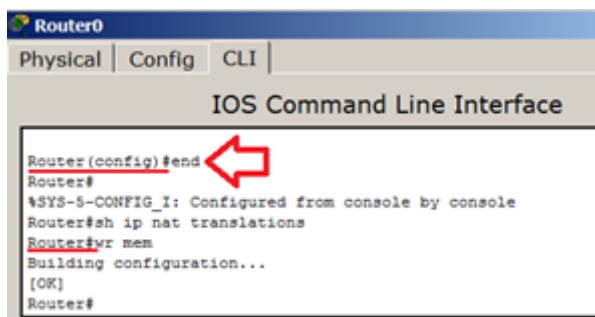 Router0
Physical Config CLI
IOS Command Line Interface
Router(config)#end
Router#
%SYS-5-CONFIG_I: Configured from console by console
Router#sh ip nat translations
Router#wr mem
Building configuration...
[OK]
Router#